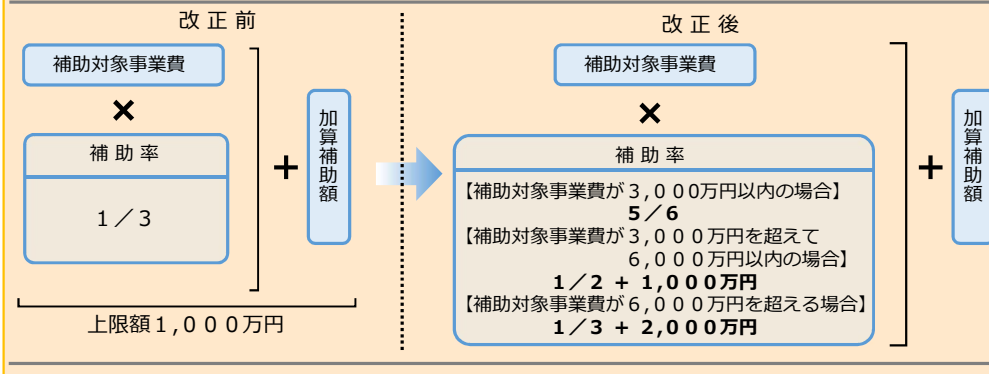 改正前
補助対象事業費
×
補助率
1／3
＋
加算補助額
上限額1,000万円
改正後
補助対象事業費
×
補助率
【補助対象事業費が3,000万円以内の場合】
5／6
【補助対象事業費が3,000万円を超えて
6,000万円以内の場合】
1／2 + 1,000万円
【補助対象事業費が6,000万円を超える場合】
1／3 + 2,000万円
＋
加算補助額